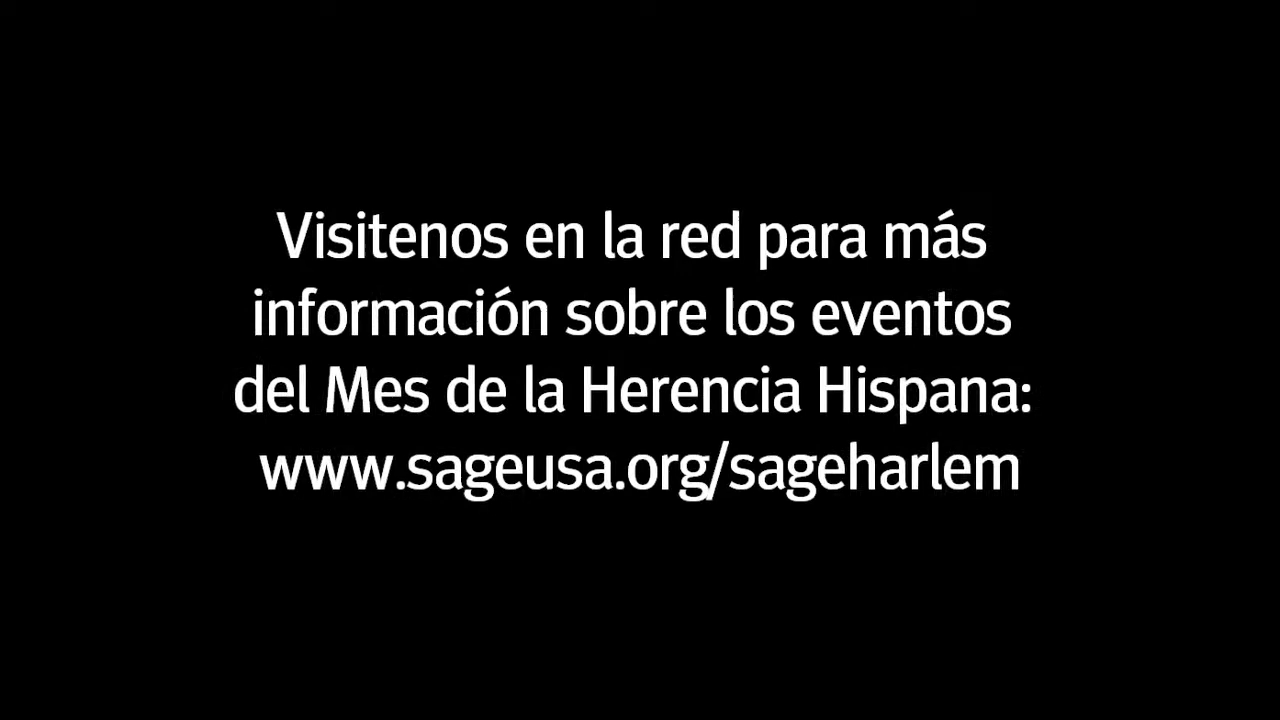 Visitenos en la red para más
información sobre los eventos
del Mes de la Herencia Hispana:
www.sageusa.org/sageharlem